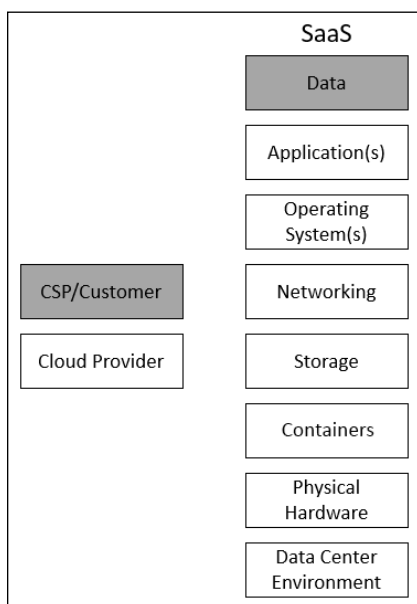 SaaS
Data
Application(s)
Operating
System(s)
CSP/Customer
Networking
Cloud Provider
Storage
Containers
Physical
Hardware
Data Center
Environment